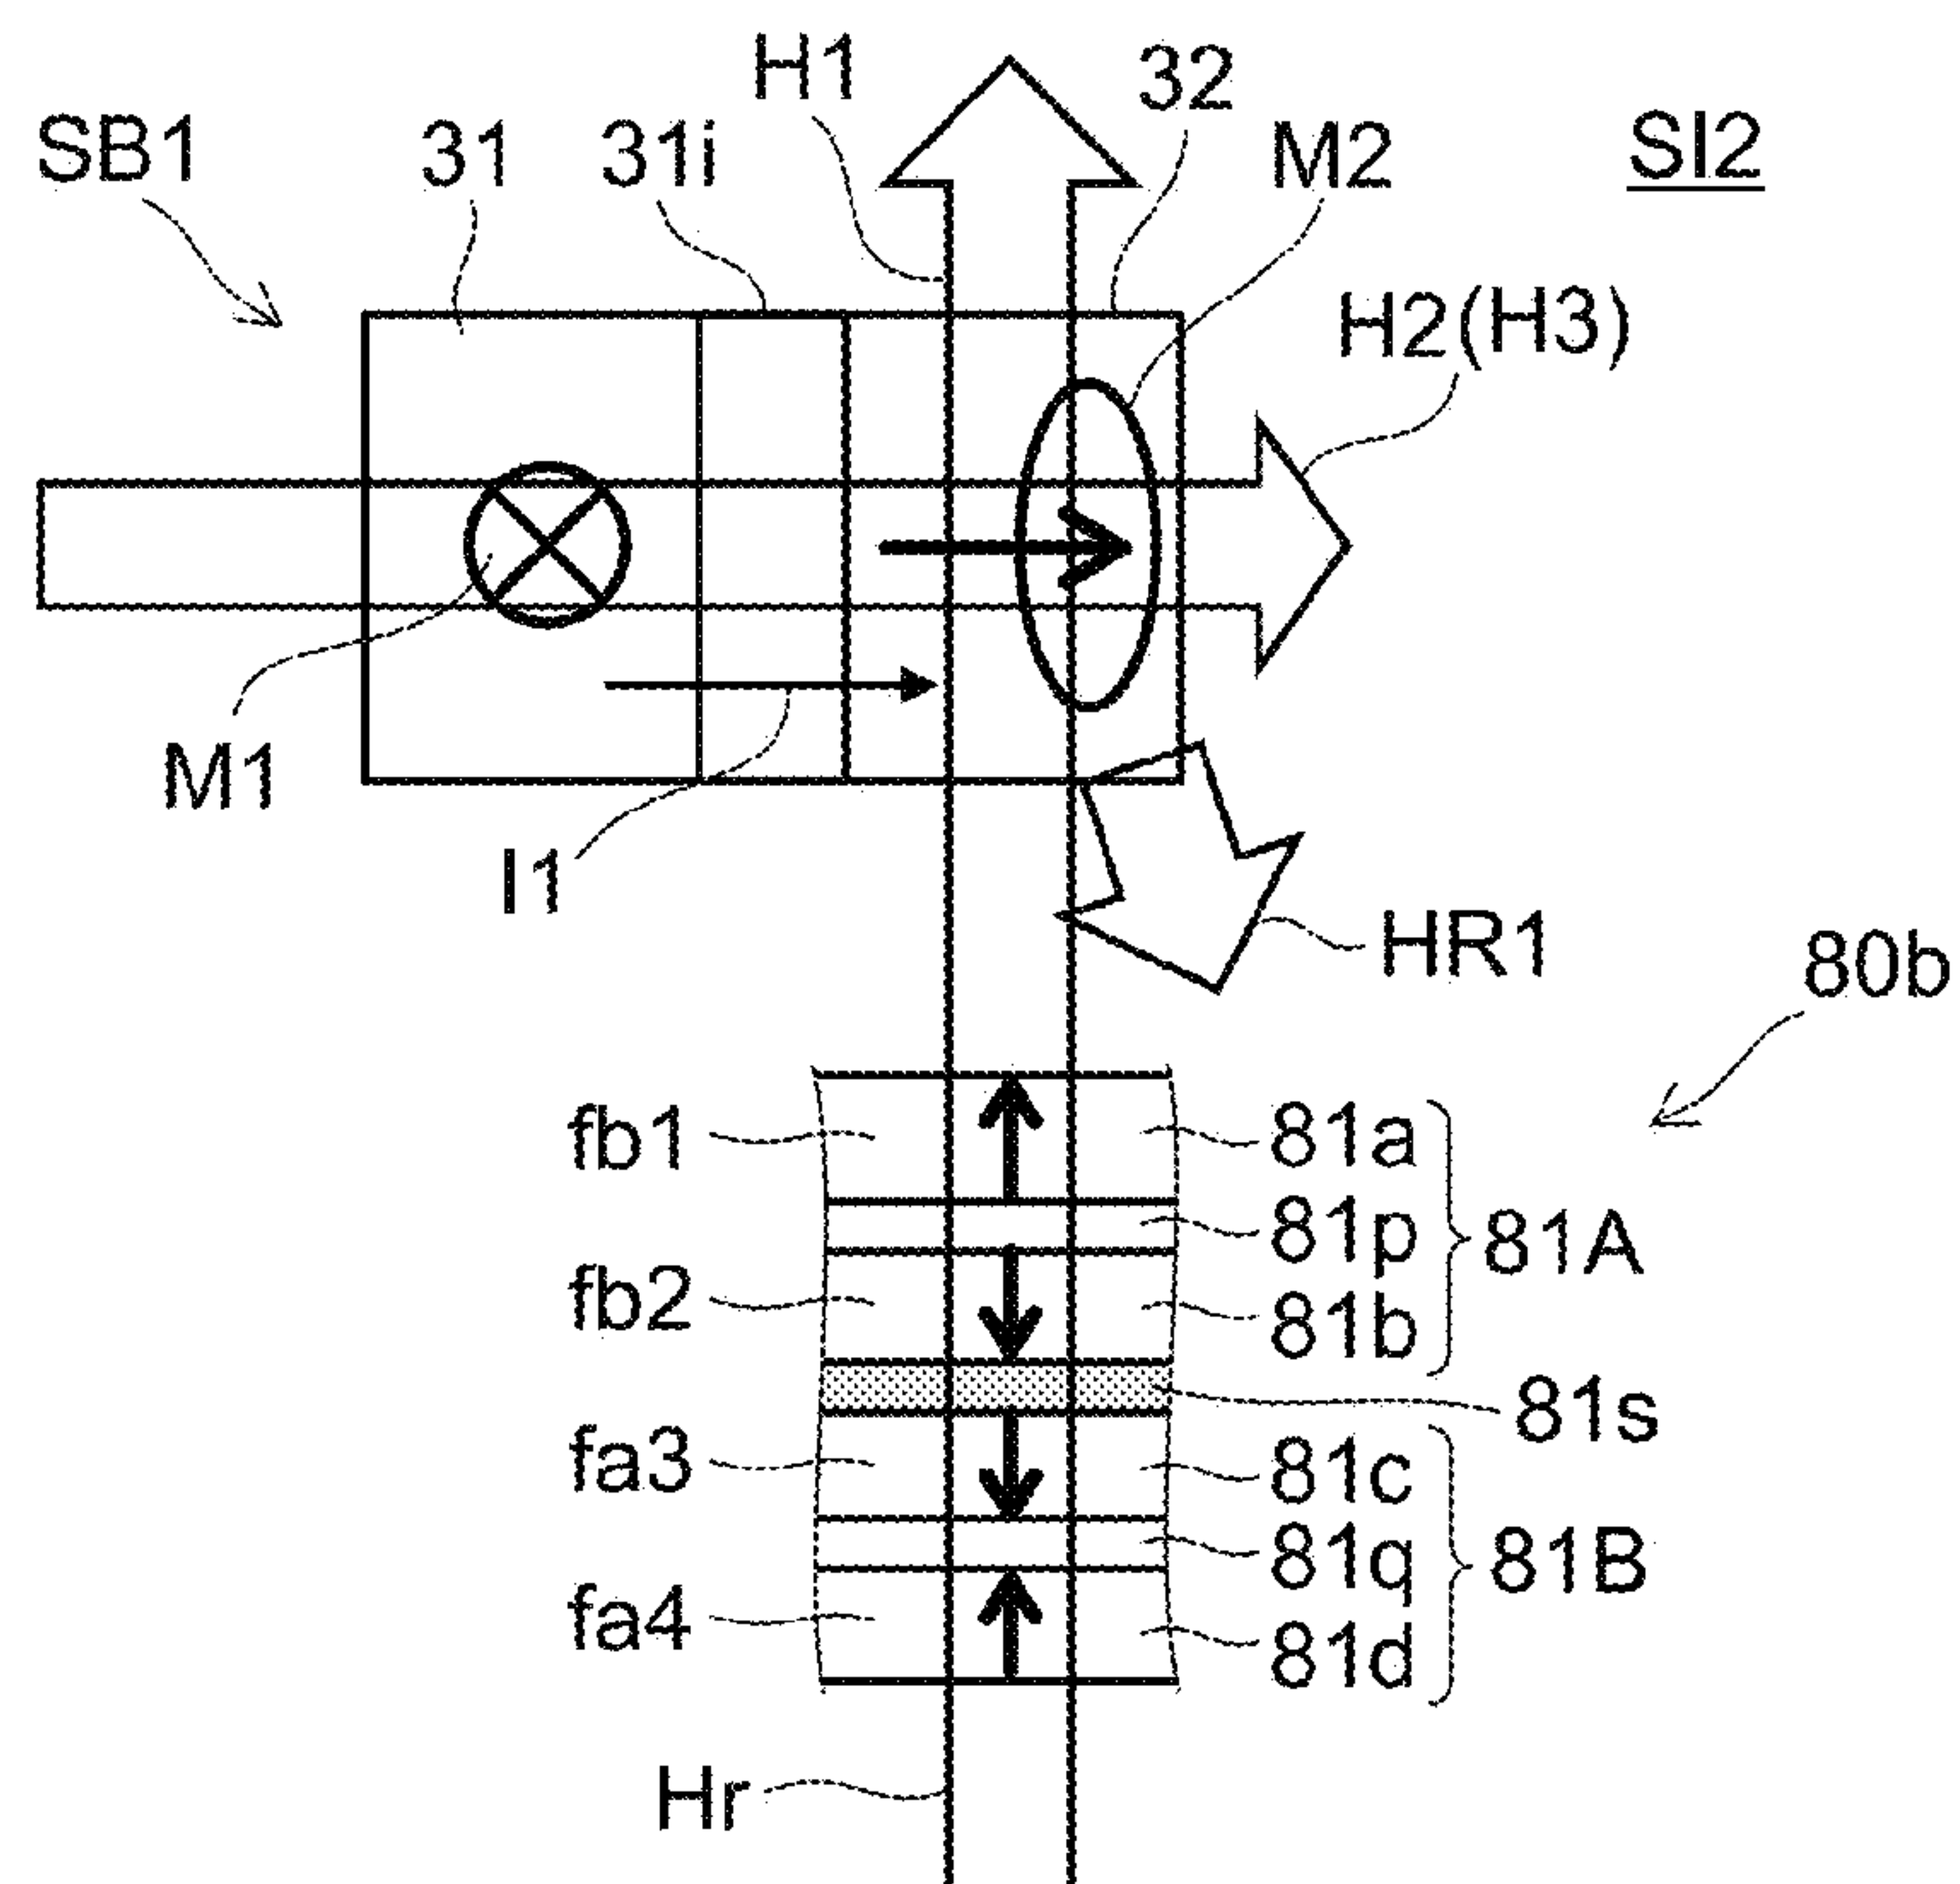 H1
32
SB1
31
31i
M2
SI2
H2(H3)
M1
I1
HR1
80b
fb1
81a
81p
81A
fb2
81b
81s
fa3
81c
81q
81B
fa4
81d
Hr